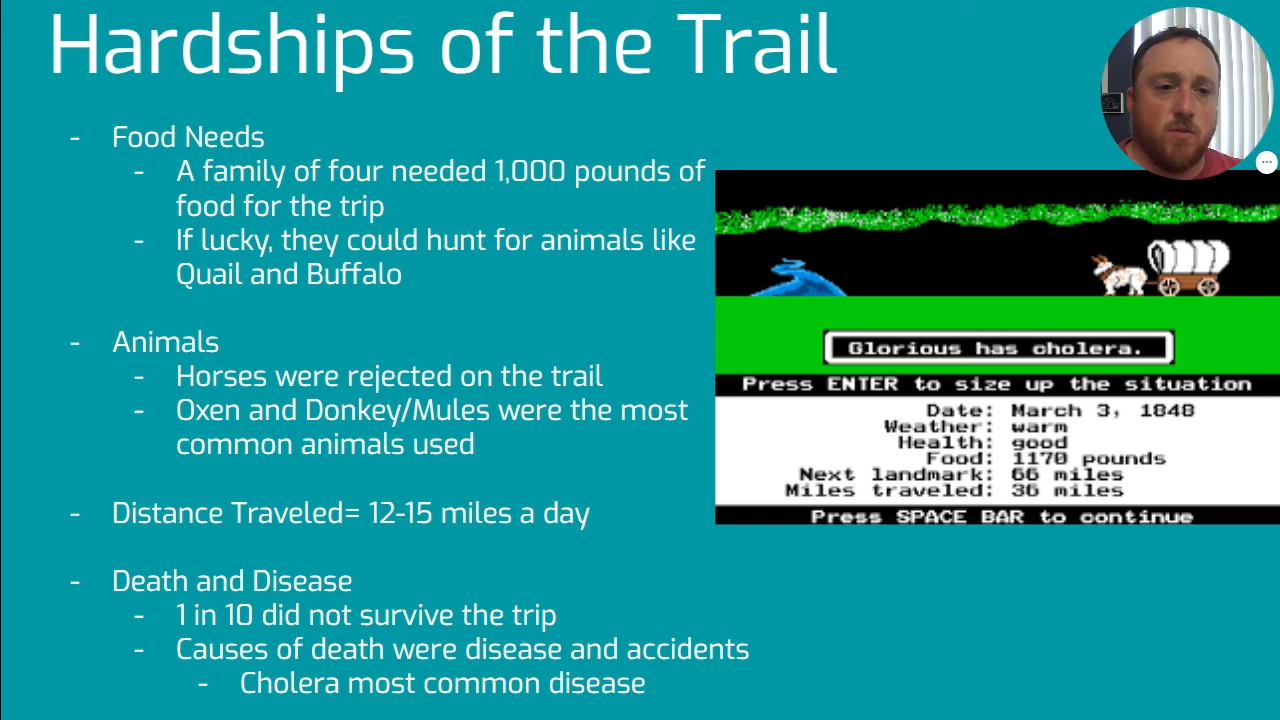 Hardships of the Trail
- Food Needs
- A family of four needed 1,000 pounds of
food for the trip
- If lucky, they could hunt for animals like
Quail and Buffalo
- Animals
- Horses were rejected on the trail
- Oxen and Donkey/Mules were the most
common animals used
- Distance Traveled= 12-15 miles a day
- Death and Disease
- 1 in 10 did not survive the trip
- Causes of death were disease and accidents
- Cholera most common disease
Glorious has cholera.
Press ENTER to size up the situation
Date: March 3, 1848
Weather: warm
Health: good
Food: 1170 pounds
Next landmark: 66 miles
Miles traveled: 36 miles
Press SPACE BAR to continue